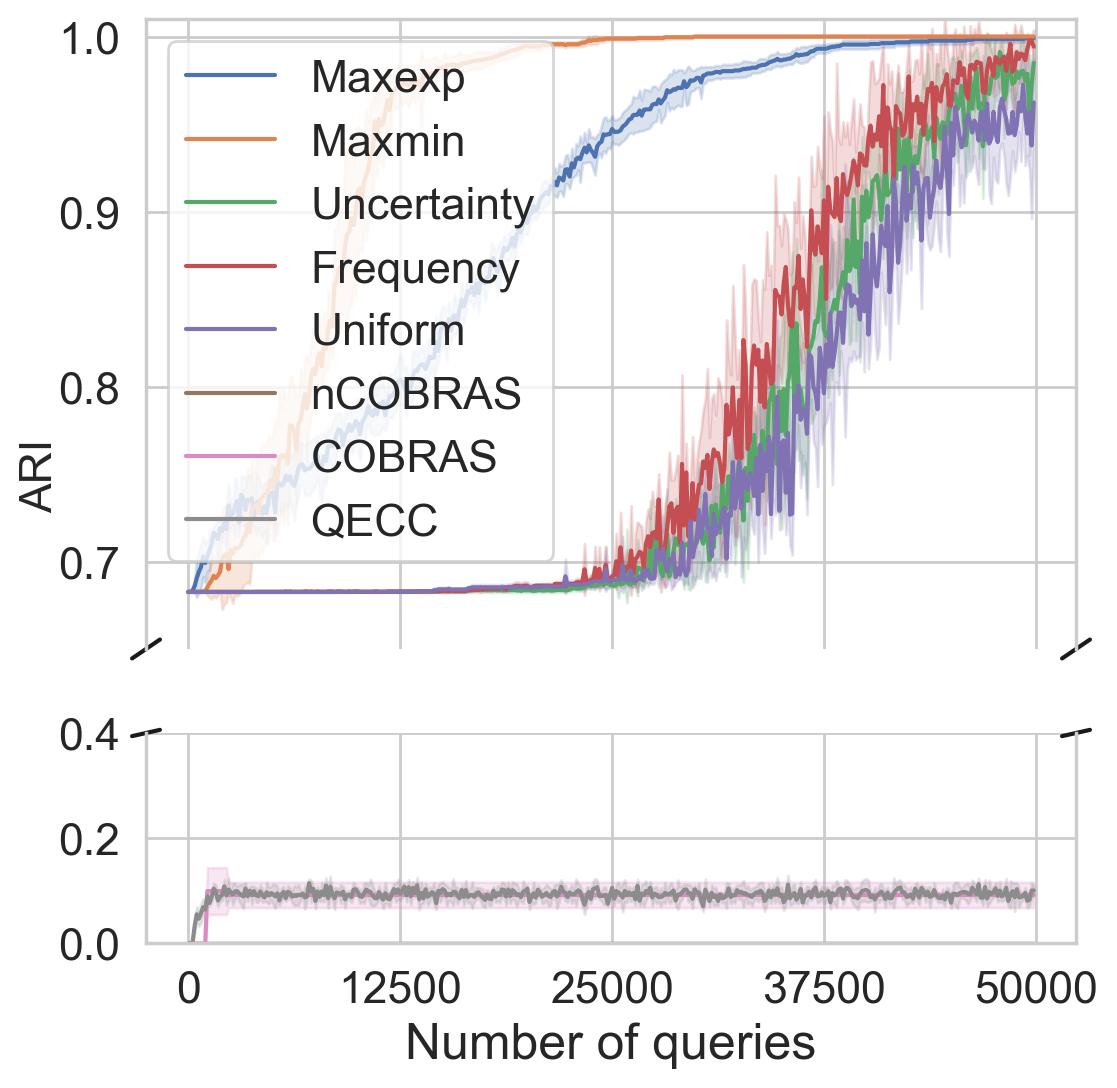 1.0
0.9
0.8
0.7
0.4
0.2
0.0
ARI
Maxexp
Maxmin
Uncertainty
Frequency
Uniform
nCOBRAS
COBRAS
QECC
0 12500 25000 37500 50000
Number of queries